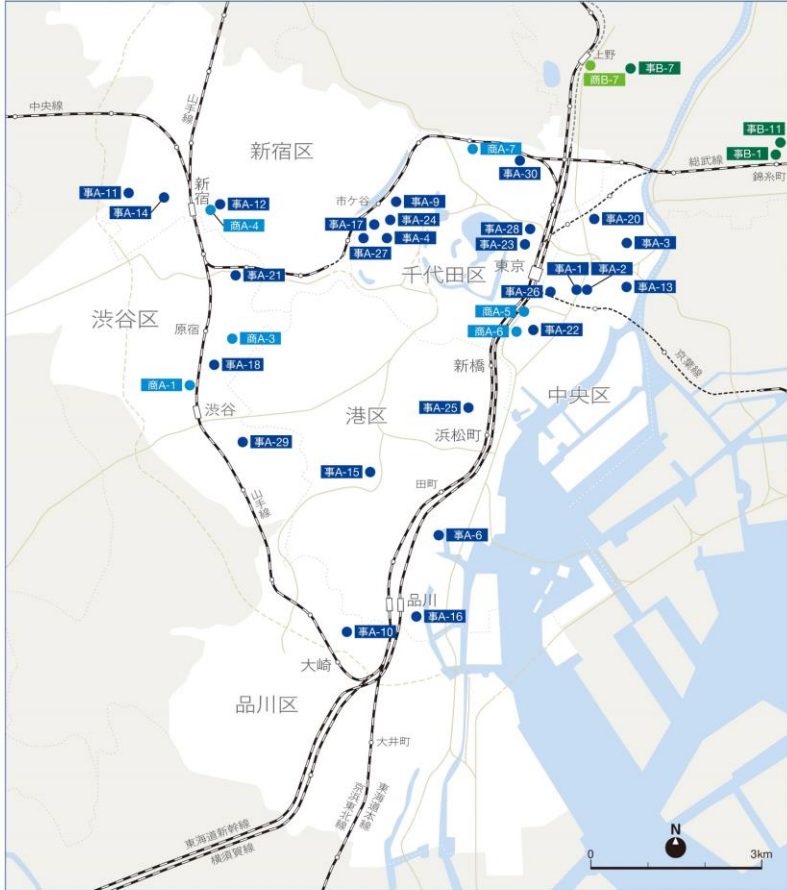 上野
商B-7
事B-7
中央線
山手線
新宿区
商A-7
事A-30
事B-11
事B-1
総武線
錦糸町
事A-11
事A-14
新宿
事A-12
商A-4
市ケ谷
事A-9
事A-24
事A-17
事A-4
事A-27
事A-28
事A-23
事A-20
事A-3
千代田区
東京
事A-1
事A-2
事A-13
事A-21
事A-26
商A-5
商A-6
事A-22
渋谷区
原宿
商A-3
事A-18
商A-1
渋谷
新橋
京葉線
中央区
港区
事A-25
浜松町
事A-29
事A-15
田町
山手線
事A-6
品川
事A-16
事A-10
大崎
品川区
大井町
東海道本線
京浜東北線
東海道新幹線
横須賀線
N
0
3km